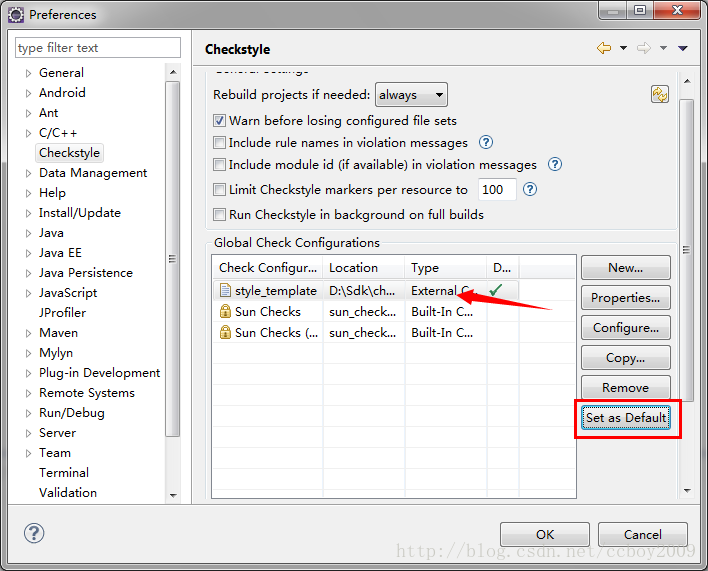 Preferences
type filter text
General
Android
Ant
C/C++
Checkstyle
Data Management
Help
Install/Update
Java
Java EE
Java Persistence
JavaScript
JProfiler
Maven
Mylyn
Plug-in Development
Remote Systems
Run/Debug
Server
Team
Terminal
Validation
Checkstyle
General Settings
Rebuild projects if needed: always
Warn before losing configured file sets
Include rule names in violation messages
Include module id (if available) in violation messages
Limit Checkstyle markers per resource to 100
Run Checkstyle in background on full builds
Global Check Configurations
Check Configur... Location Type D...
style_template D:\Sdk\ch... External C...
Sun Checks sun_check... Built-In C...
Sun Checks (... sun_check... Built-In C...
New...
Properties...
Configure...
Copy...
Remove
Set as Default
OK Cancel
http://blog.csdn.net/ccboy2009